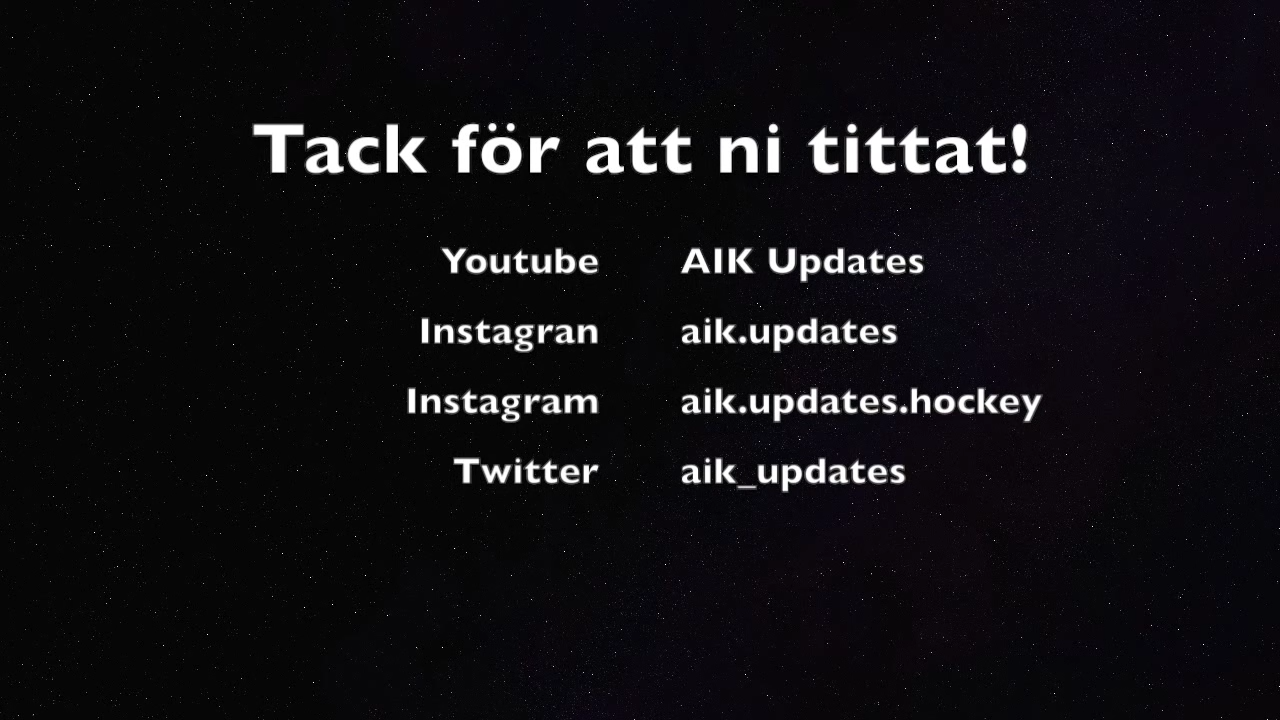 Tack för att ni tittat!
Youtube AIK Updates
Instagran aik.updates
Instagram aik.updates.hockey
Twitter aik_updates